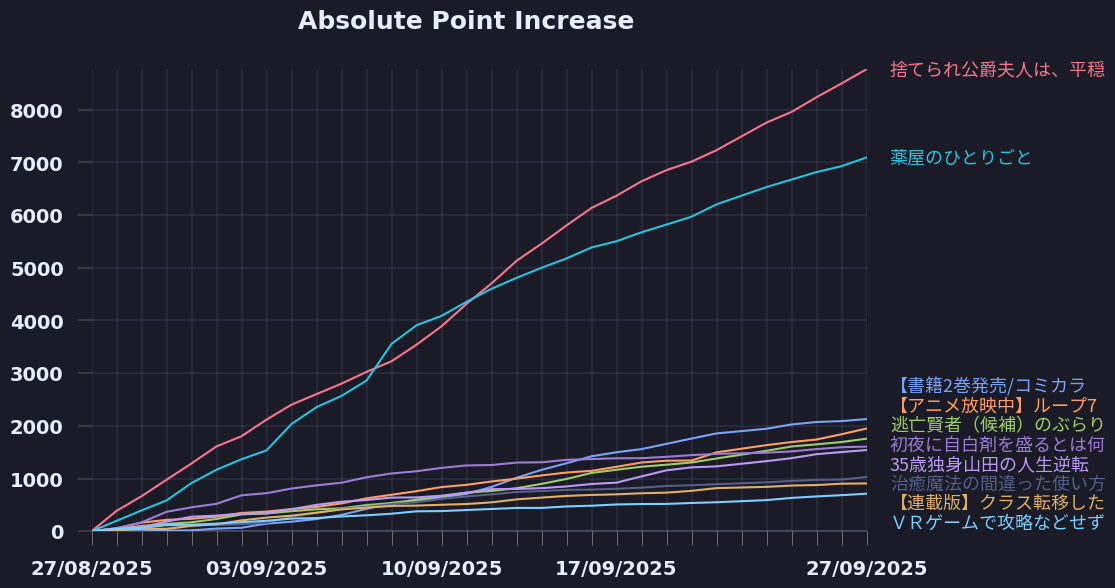 Absolute Point Increase
捨てられ公爵夫人は、平穏
8000
薬屋のひとりごと
7000
6000
5000
4000
3000
【書籍2巻発売/コミカラ
【アニメ放映中】ループ7
2000
逃亡賢者（候補）のぶらり
初夜に自白剤を盛るとは何
35歳独身山田の人生逆転
1000
治癒魔法の間違った使い方
【連載版】クラス転移した
ＶＲゲームで攻略などせず
0
27/08/2025
03/09/2025
10/09/2025
17/09/2025
27/09/2025